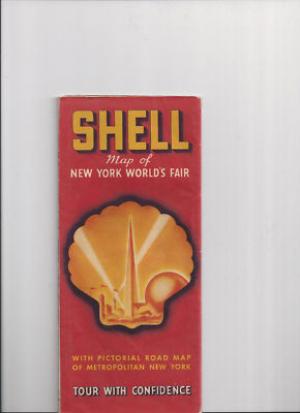 SHELL
Map of
NEW YORK WORLD'S FAIR
WITH PICTORIAL ROAD MAP
OF METROPOLITAN NEW YORK
TOUR WITH CONFIDENCE